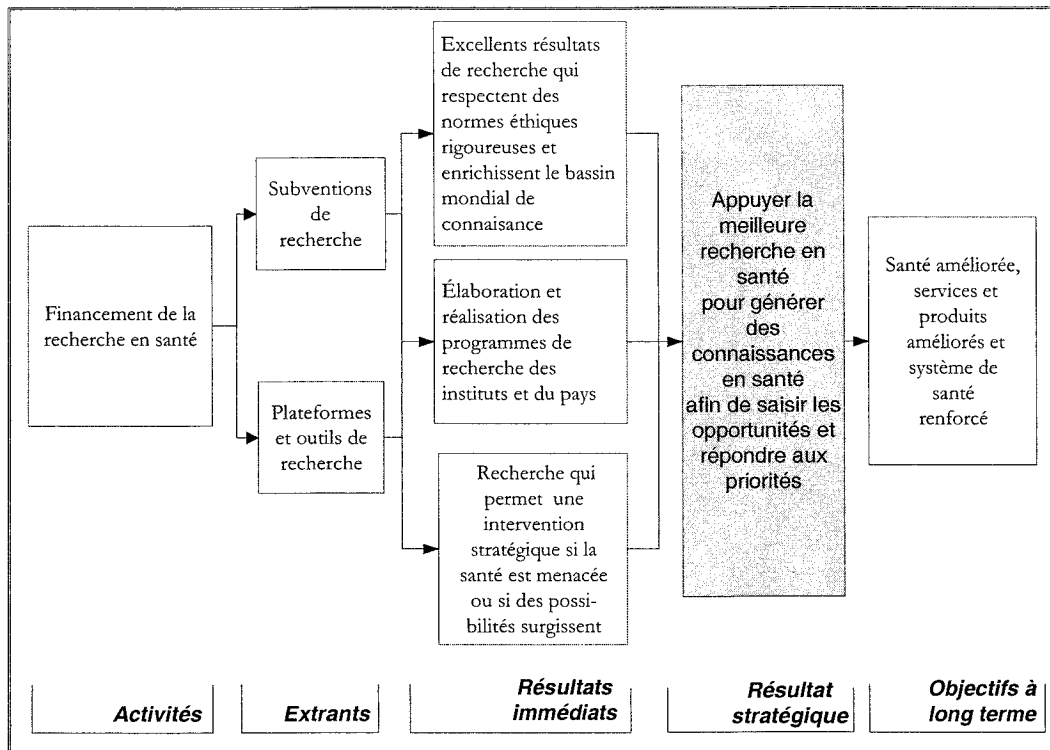 Financement de la
recherche en santé
Subventions
de
recherche
Plateformes
et outils de
recherche
Excellents résultats
de recherche qui
respectent des
normes éthiques
rigoureuses et
enrichissent le bassin
mondial de
connaisance
Élaboration et
réalisation des
programmes de
recherche des
instituts et du pays
Recherche qui
permet une
intervention
stratégique si la
santé est menacée
ou si des possi-
bilités surgissent
Appuyer la
meilleure
recherche en
santé
pour générer
des
connaissances
en santé
afin de saisir les
opportunités et
répondre aux
priorités
Santé améliorée,
services et
produits
améliorés et
système de
santé
renforcé
Activités
Extrants
Résultats
immédiats
Résultat
stratégique
Objectifs à
long terme